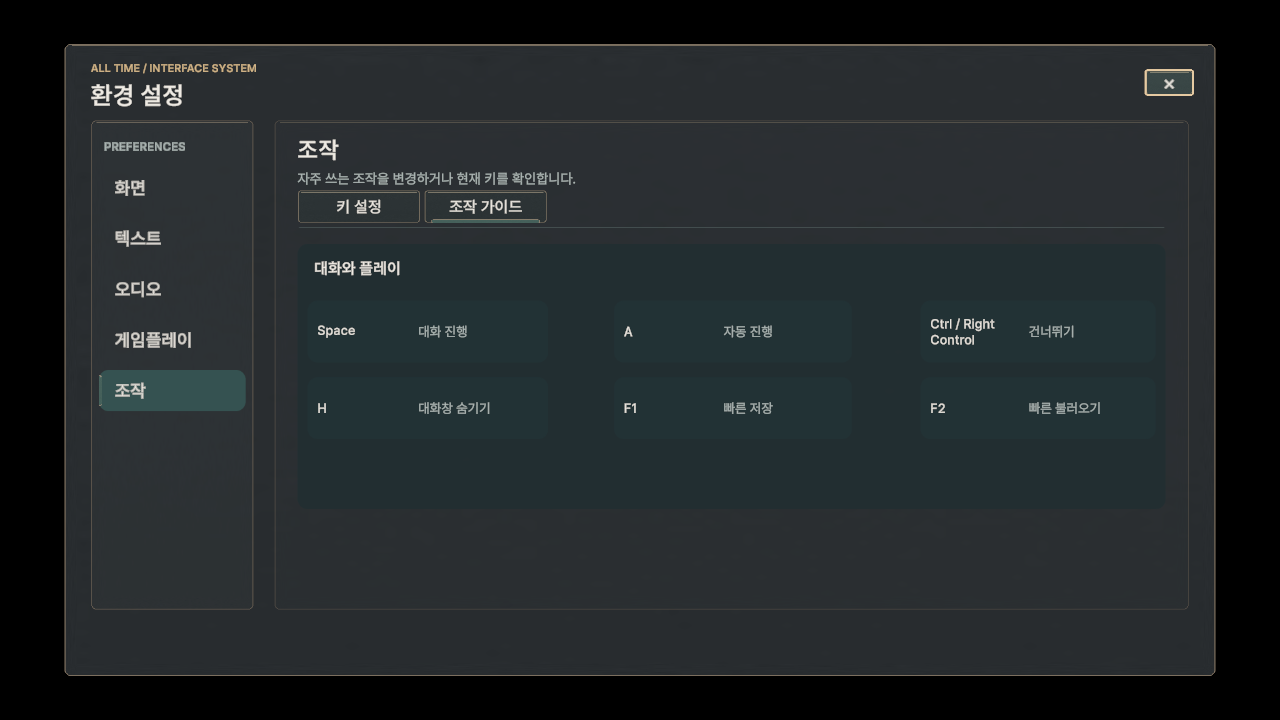 ALL TIME / INTERFACE SYSTEM
환경 설정
×
PREFERENCES
화면
텍스트
오디오
게임플레이
조작
조작
자주 쓰는 조작을 변경하거나 현재 키를 확인합니다.
키 설정
조작 가이드
대화와 플레이
Space
대화 진행
A
자동 진행
Ctrl / Right
Control
건너뛰기
H
대화창 숨기기
F1
빠른 저장
F2
빠른 불러오기